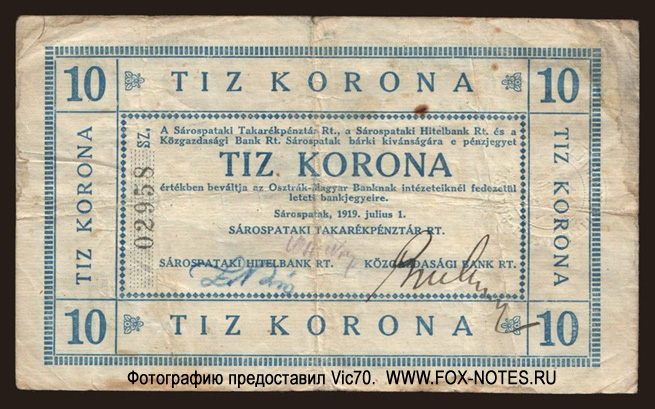 10 TIZ KORONA 10
TIZ KORONA
02958 SZ.
A Sárospataki Takarékpénztár Rt., a Sárospataki Hitelbank Rt. és a
Közgazdasági Bank Rt. Sárospatak bárki kivánságára e pénzjegyet
TIZ KORONA
értékben beváltja az Osztrák-Magyar Banknak intézeteiknél fedezetül
letett bankjegyeire.
Sárospatak, 1919. julius 1.
SÁROSPATAKI TAKARÉKPÉNZTÁR RT.
SÁROSPATAKI HITELBANK RT. KÖZGAZDASÁGI BANK RT.
TIZ KORONA
10 TIZ KORONA 10
Фотографию предоставил Vic70. WWW.FOX-NOTES.RU